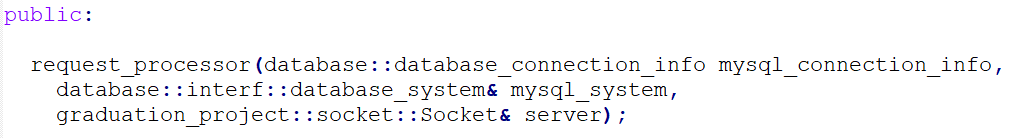 public:
request_processor(database::database_connection_info mysql_connection_info,
database::interf::database_system& mysql_system,
graduation_project::socket::Socket& server);